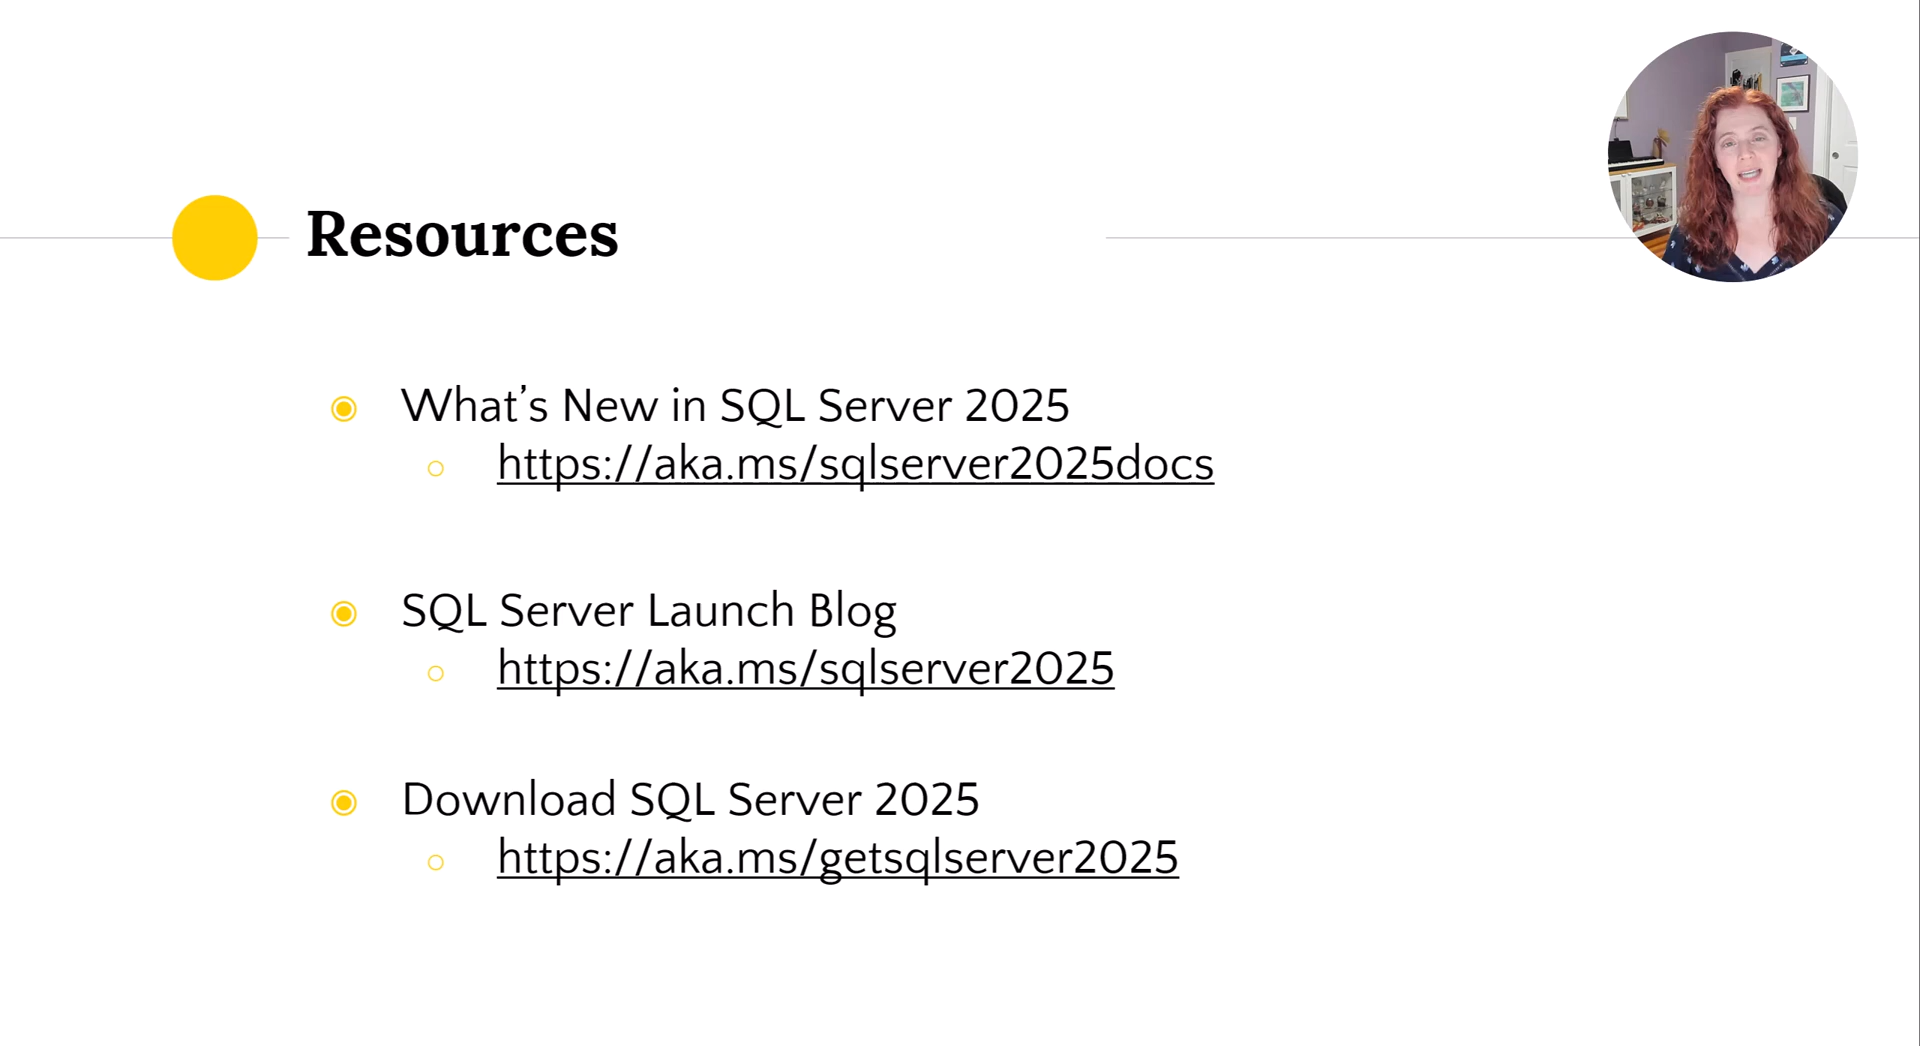 Resources
What’s New in SQL Server 2025
https://aka.ms/sqlserver2025docs
SQL Server Launch Blog
https://aka.ms/sqlserver2025
Download SQL Server 2025
https://aka.ms/getsqlserver2025